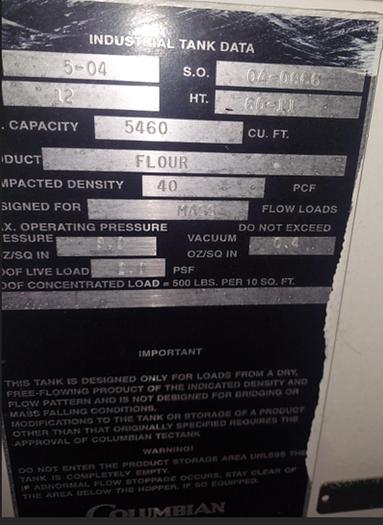 INDUSTRIAL TANK DATA
5-04 S.O.
12 HT. 60-11
. CAPACITY 5460 CU. FT.
DUCT FLOUR
MPACTED DENSITY 40 PCF
SIGNED FOR MASS FLOW LOADS
X. OPERATING PRESSURE DO NOT EXCEED
ESSURE VACUUM 0.4
Z/SQ IN OZ/SQ IN
OOF LIVE LOAD PSF
OOF CONCENTRATED LOAD = 500 LBS. PER 10 SQ. FT.
IMPORTANT
THIS TANK IS DESIGNED ONLY FOR LOADS FROM A DRY,
FREE-FLOWING PRODUCT OF THE INDICATED DENSITY AND
FLOW PATTERN AND IS NOT DESIGNED FOR BRIDGING OR
MASS FALLING CONDITIONS.
MODIFICATIONS TO THE TANK OR STORAGE OF A PRODUCT
OTHER THAN THAT ORIGINALLY SPECIFIED REQUIRES THE
APPROVAL OF COLUMBIAN TECTANK
WARNING!
DO NOT ENTER THE PRODUCT STORAGE AREA UNLESS THE
TANK IS COMPLETELY EMPTY.
IF ABNORMAL FLOW STOPPAGE OCCURS, STAY CLEAR OF
THE AREA BELOW THE HOPPER, IF SO EQUIPPED.
COLUMBIAN